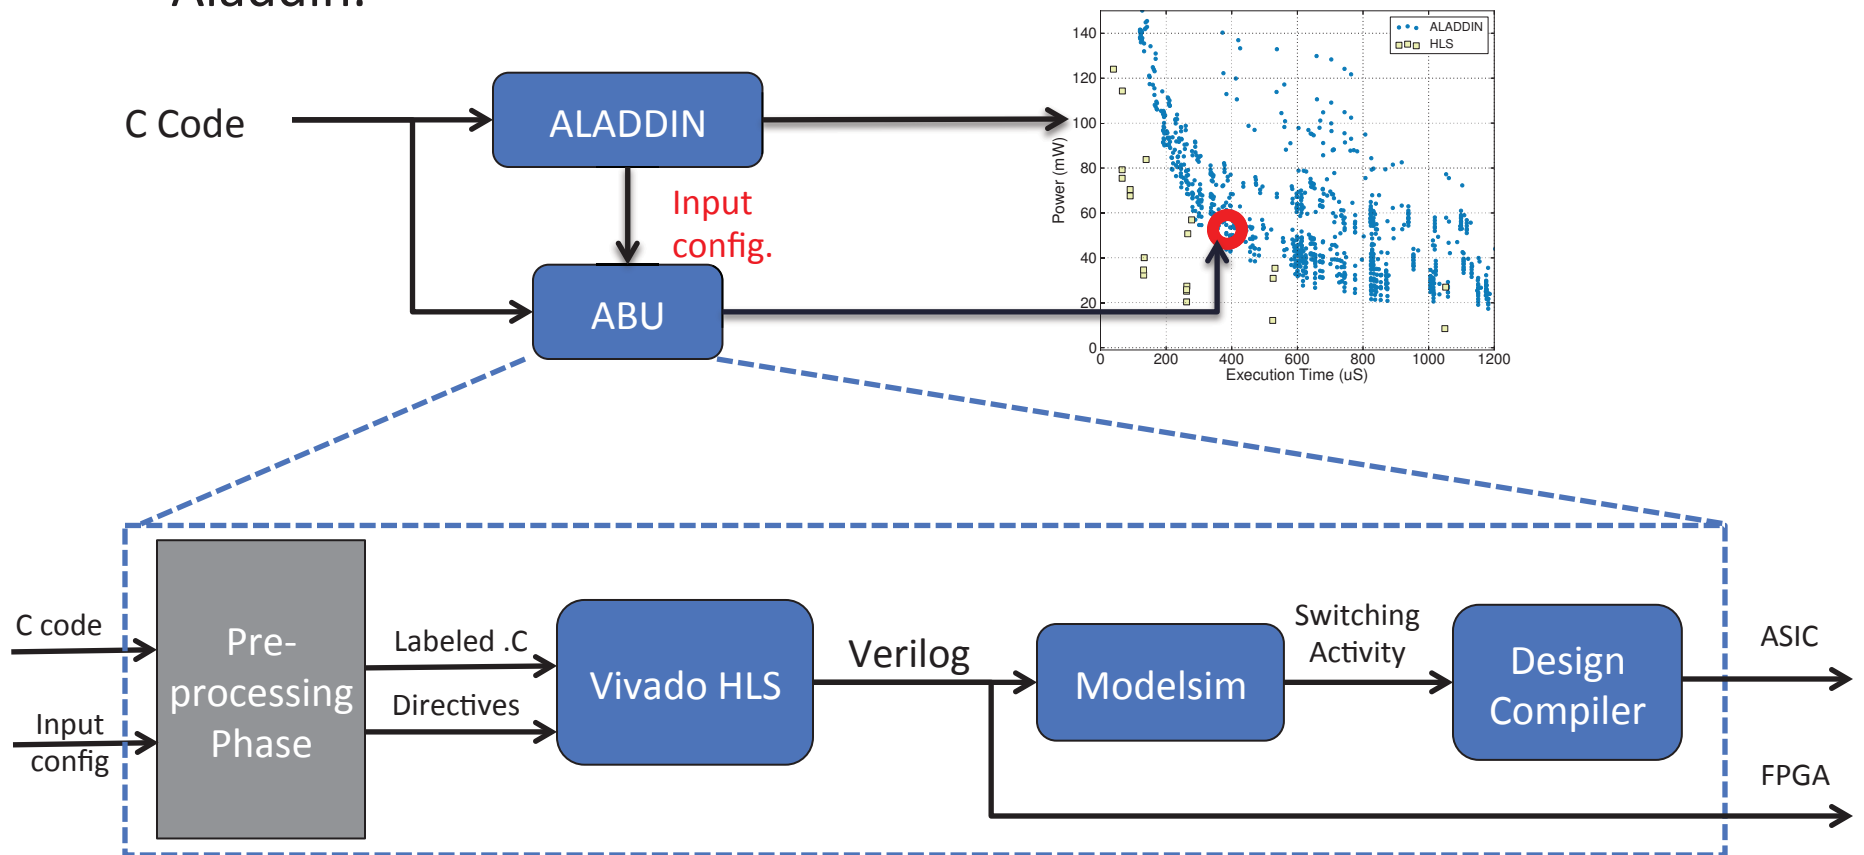 Aladdin.
C Code
ALADDIN
Input
config.
ABU
ALADDIN
HLS
Power (mW)
140
120
100
80
60
40
20
0
0 200 400 600 800 1000 1200
Execution Time (uS)
C code
Input
config
Pre-
processing
Phase
Labeled .C
Directives
Vivado HLS
Verilog
Modelsim
Switching
Activity
Design
Compiler
ASIC
FPGA